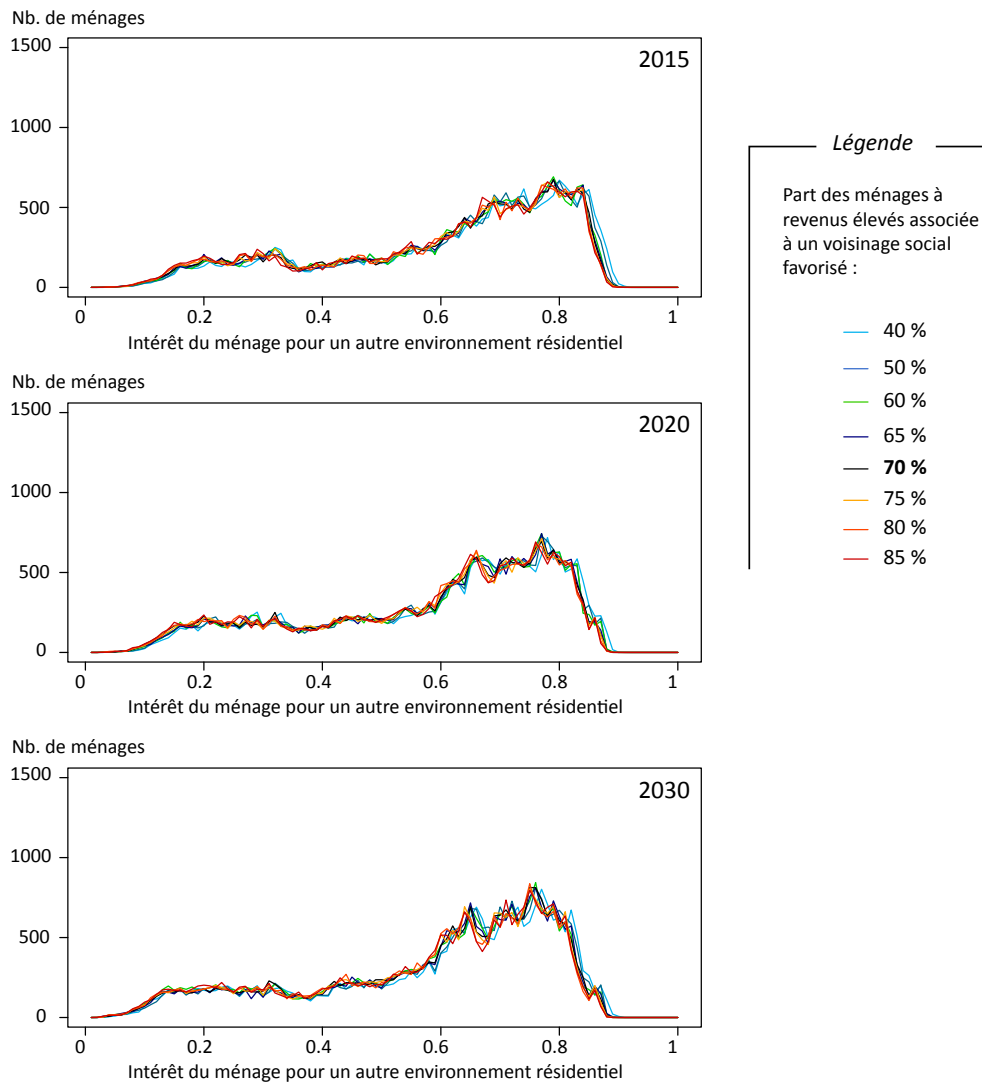 Nb. de ménages
1500
2015
1000
500
0
0 0.2 0.4 0.6 0.8 1
Intérêt du ménage pour un autre environnement résidentiel
Nb. de ménages
1500
2020
1000
500
0
0 0.2 0.4 0.6 0.8 1
Intérêt du ménage pour un autre environnement résidentiel
Nb. de ménages
1500
2030
1000
500
0
0 0.2 0.4 0.6 0.8 1
Intérêt du ménage pour un autre environnement résidentiel
Légende
Part des ménages à
revenus élevés associée
à un voisinage social
favorisé :
40 %
50 %
60 %
65 %
70 %
75 %
80 %
85 %